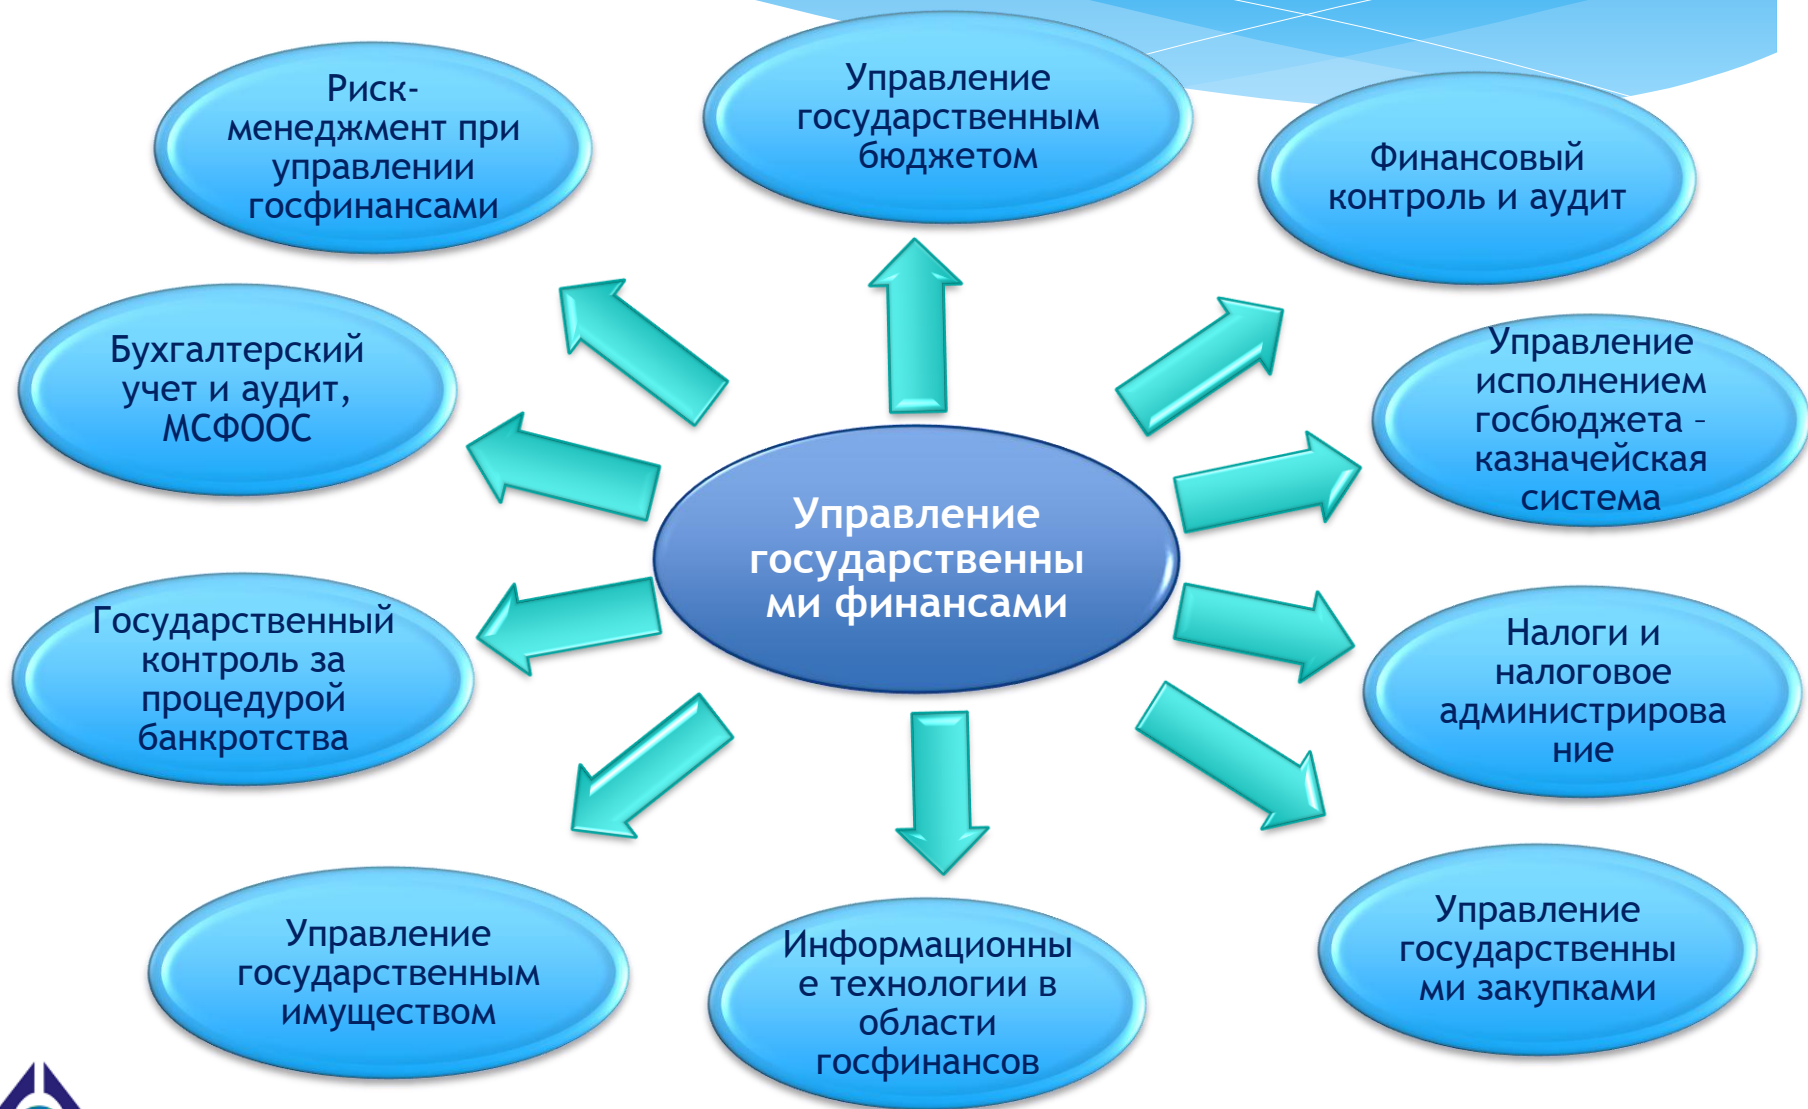 Риск-
менеджмент при
управлении
госфинансами
Управление
государственным
бюджетом
Финансовый
контроль и аудит
Бухгалтерский
учет и аудит,
МСФООС
Управление
исполнением
госбюджета –
казначейская
система
Управление
государственны
ми финансами
Государственный
контроль за
процедурой
банкротства
Налоги и
налоговое
администрирова
ние
Управление
государственным
имуществом
Информационны
е технологии в
области
госфинансов
Управление
государственны
ми закупками